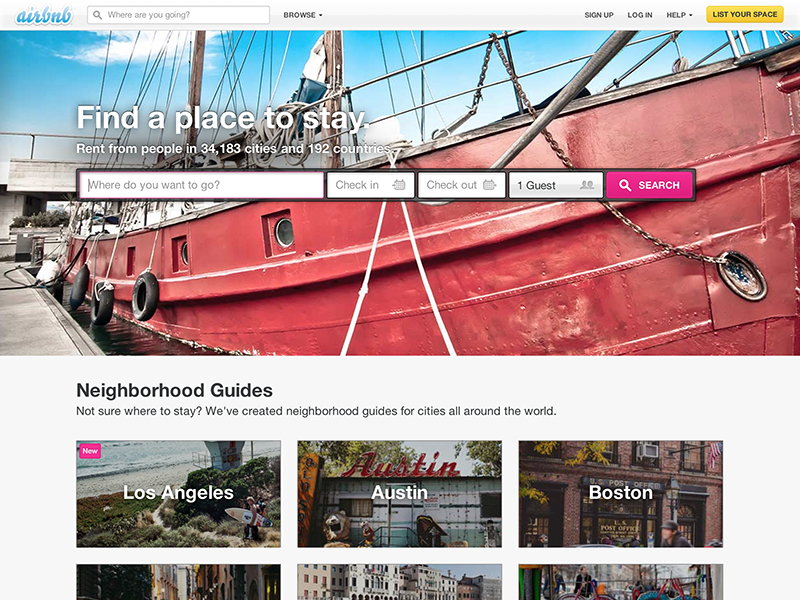 airbnb
Where are you going?
BROWSE
SIGN UP
LOG IN
HELP
LIST YOUR SPACE
Find a place to stay.
Rent from people in 34,183 cities and 192 countries.
Where do you want to go?
Check in
Check out
1 Guest
SEARCH
Neighborhood Guides
Not sure where to stay? We've created neighborhood guides for cities all around the world.
New
Los Angeles
Austin
Austin
U.S. POST OFFICE
Boston
U.S.
POST OFFICE